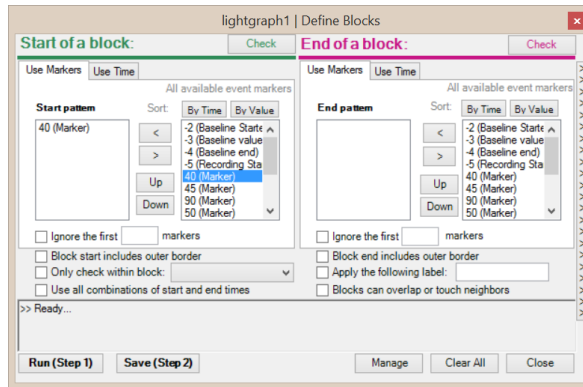 lightgraph1 | Define Blocks
Start of a block:
Check
End of a block:
Check
Use Markers
Use Time
Use Markers
Use Time
All available event markers
All available event markers
Start pattem
Sort:
By Time
By Value
End pattem
Sort:
By Time
By Value
40 (Marker)
<
>
Up
Down
-2 (Baseline Starte
-3 (Baseline value
-4 (Baseline end)
-5 (Recording Sta
40 (Marker)
45 (Marker)
90 (Marker)
50 (Marker)
<
>
Up
Down
-2 (Baseline Starte
-3 (Baseline value
-4 (Baseline end)
-5 (Recording Sta
40 (Marker)
45 (Marker)
90 (Marker)
50 (Marker)
Ignore the first
markers
Ignore the first
markers
Block start includes outer border
Only check within block:
Use all combinations of start and end times
Block end includes outer border
Apply the following label:
Blocks can overlap or touch neighbors
>> Ready...
Run (Step 1)
Save (Step 2)
Manage
Clear All
Close